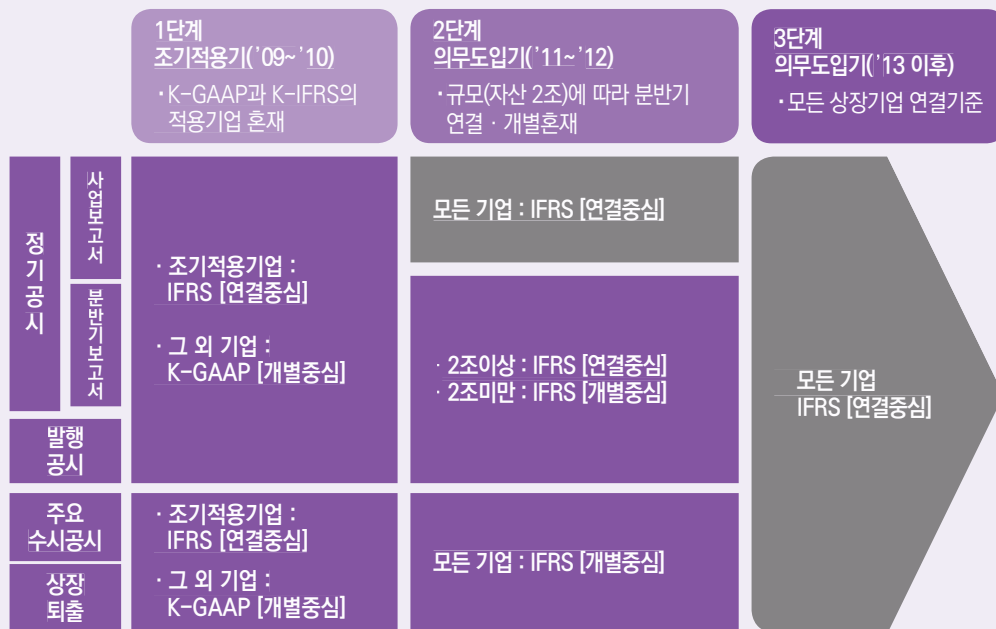 1단계
조기적용기('09~ '10)
· K-GAAP과 K-IFRS의
적용기업 혼재
2단계
의무도입기('11~ '12)
· 규모(자산 2조)에 따라 분반기
연결 · 개별혼재
3단계
의무도입기('13 이후)
· 모든 상장기업 연결기준
정기공시
사업보고서
분반기보고서
발행
공시
주요
수시공시
상장
퇴출
· 조기적용기업 :
IFRS [연결중심]
· 그 외 기업 :
K-GAAP [개별중심]
· 조기적용기업 :
IFRS [연결중심]
· 그 외 기업 :
K-GAAP [개별중심]
모든 기업 : IFRS [연결중심]
· 2조이상 : IFRS [연결중심]
· 2조미만 : IFRS [개별중심]
모든 기업 : IFRS [개별중심]
모든 기업
IFRS [연결중심]